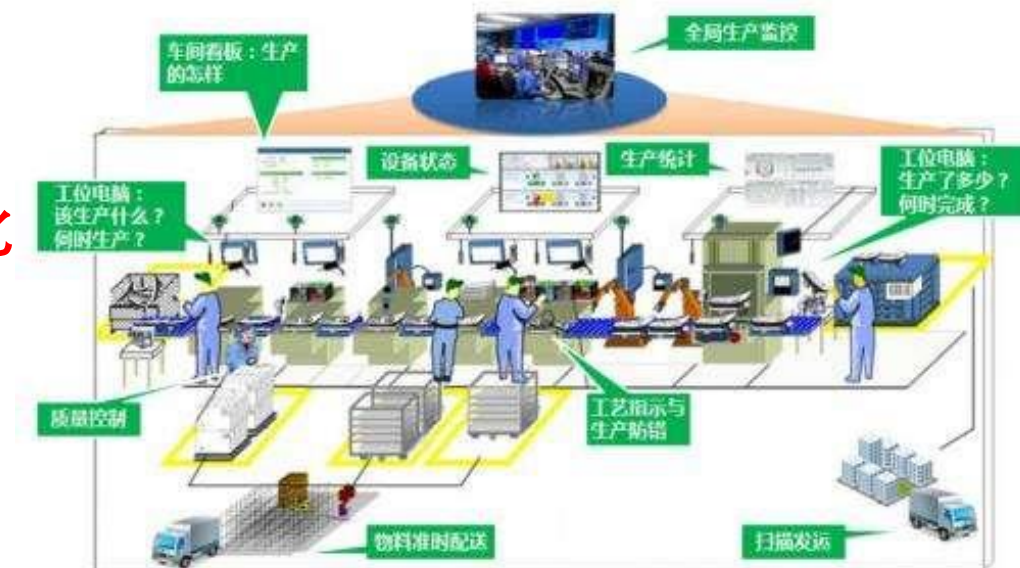 全局生产监控
车间看板：生产
的怎样
设备状态
生产统计
工位电脑：
生产了多少？
何时完成？
工位电脑：
该生产什么？
何时生产？
化
质量控制
工艺指示与
生产防错
物料准时配送
扫描发运